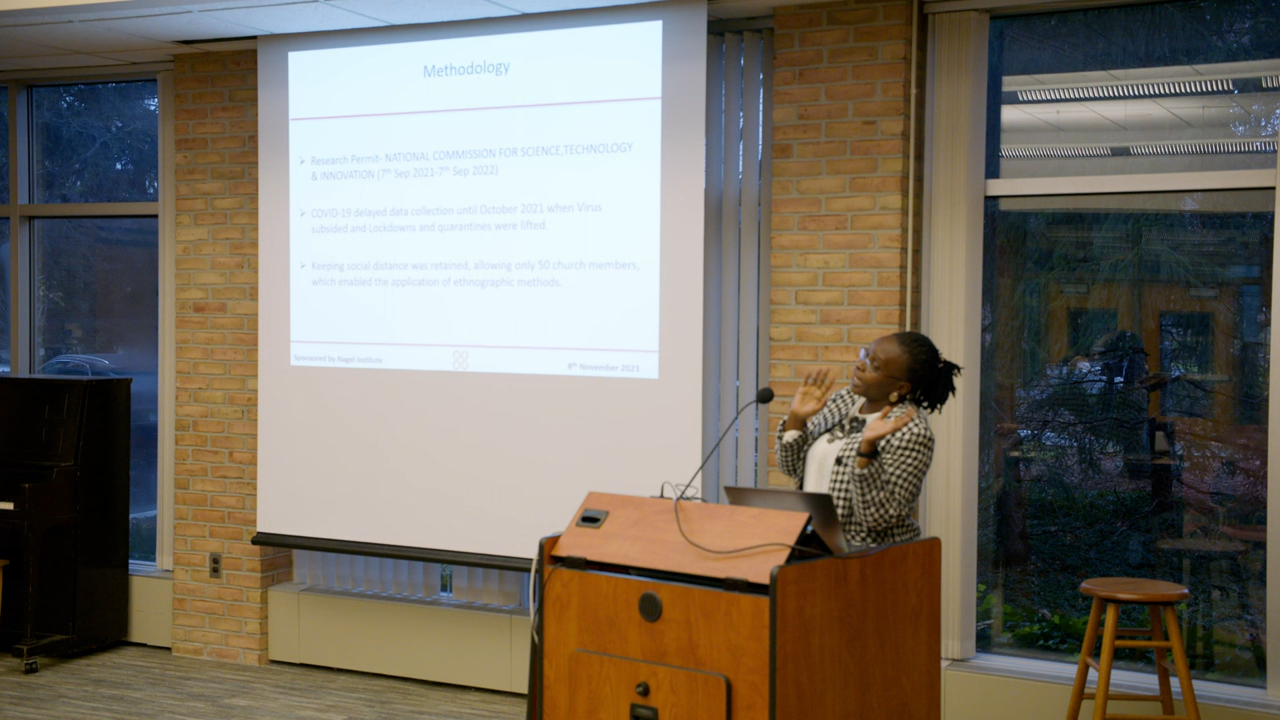 Methodology
➢ Research Permit- NATIONAL COMMISSION FOR SCIENCE,TECHNOLOGY
& INNOVATION (7th Sep 2021-7th Sep 2022)
➢ COVID-19 delayed data collection until October 2021 when Virus
subsided and Lockdowns and quarantines were lifted.
➢ Keeping social distance was retained, allowing only 50 church members,
which enabled the application of ethnographic methods.
Sponsored by Nagel Institute
8th November 2023